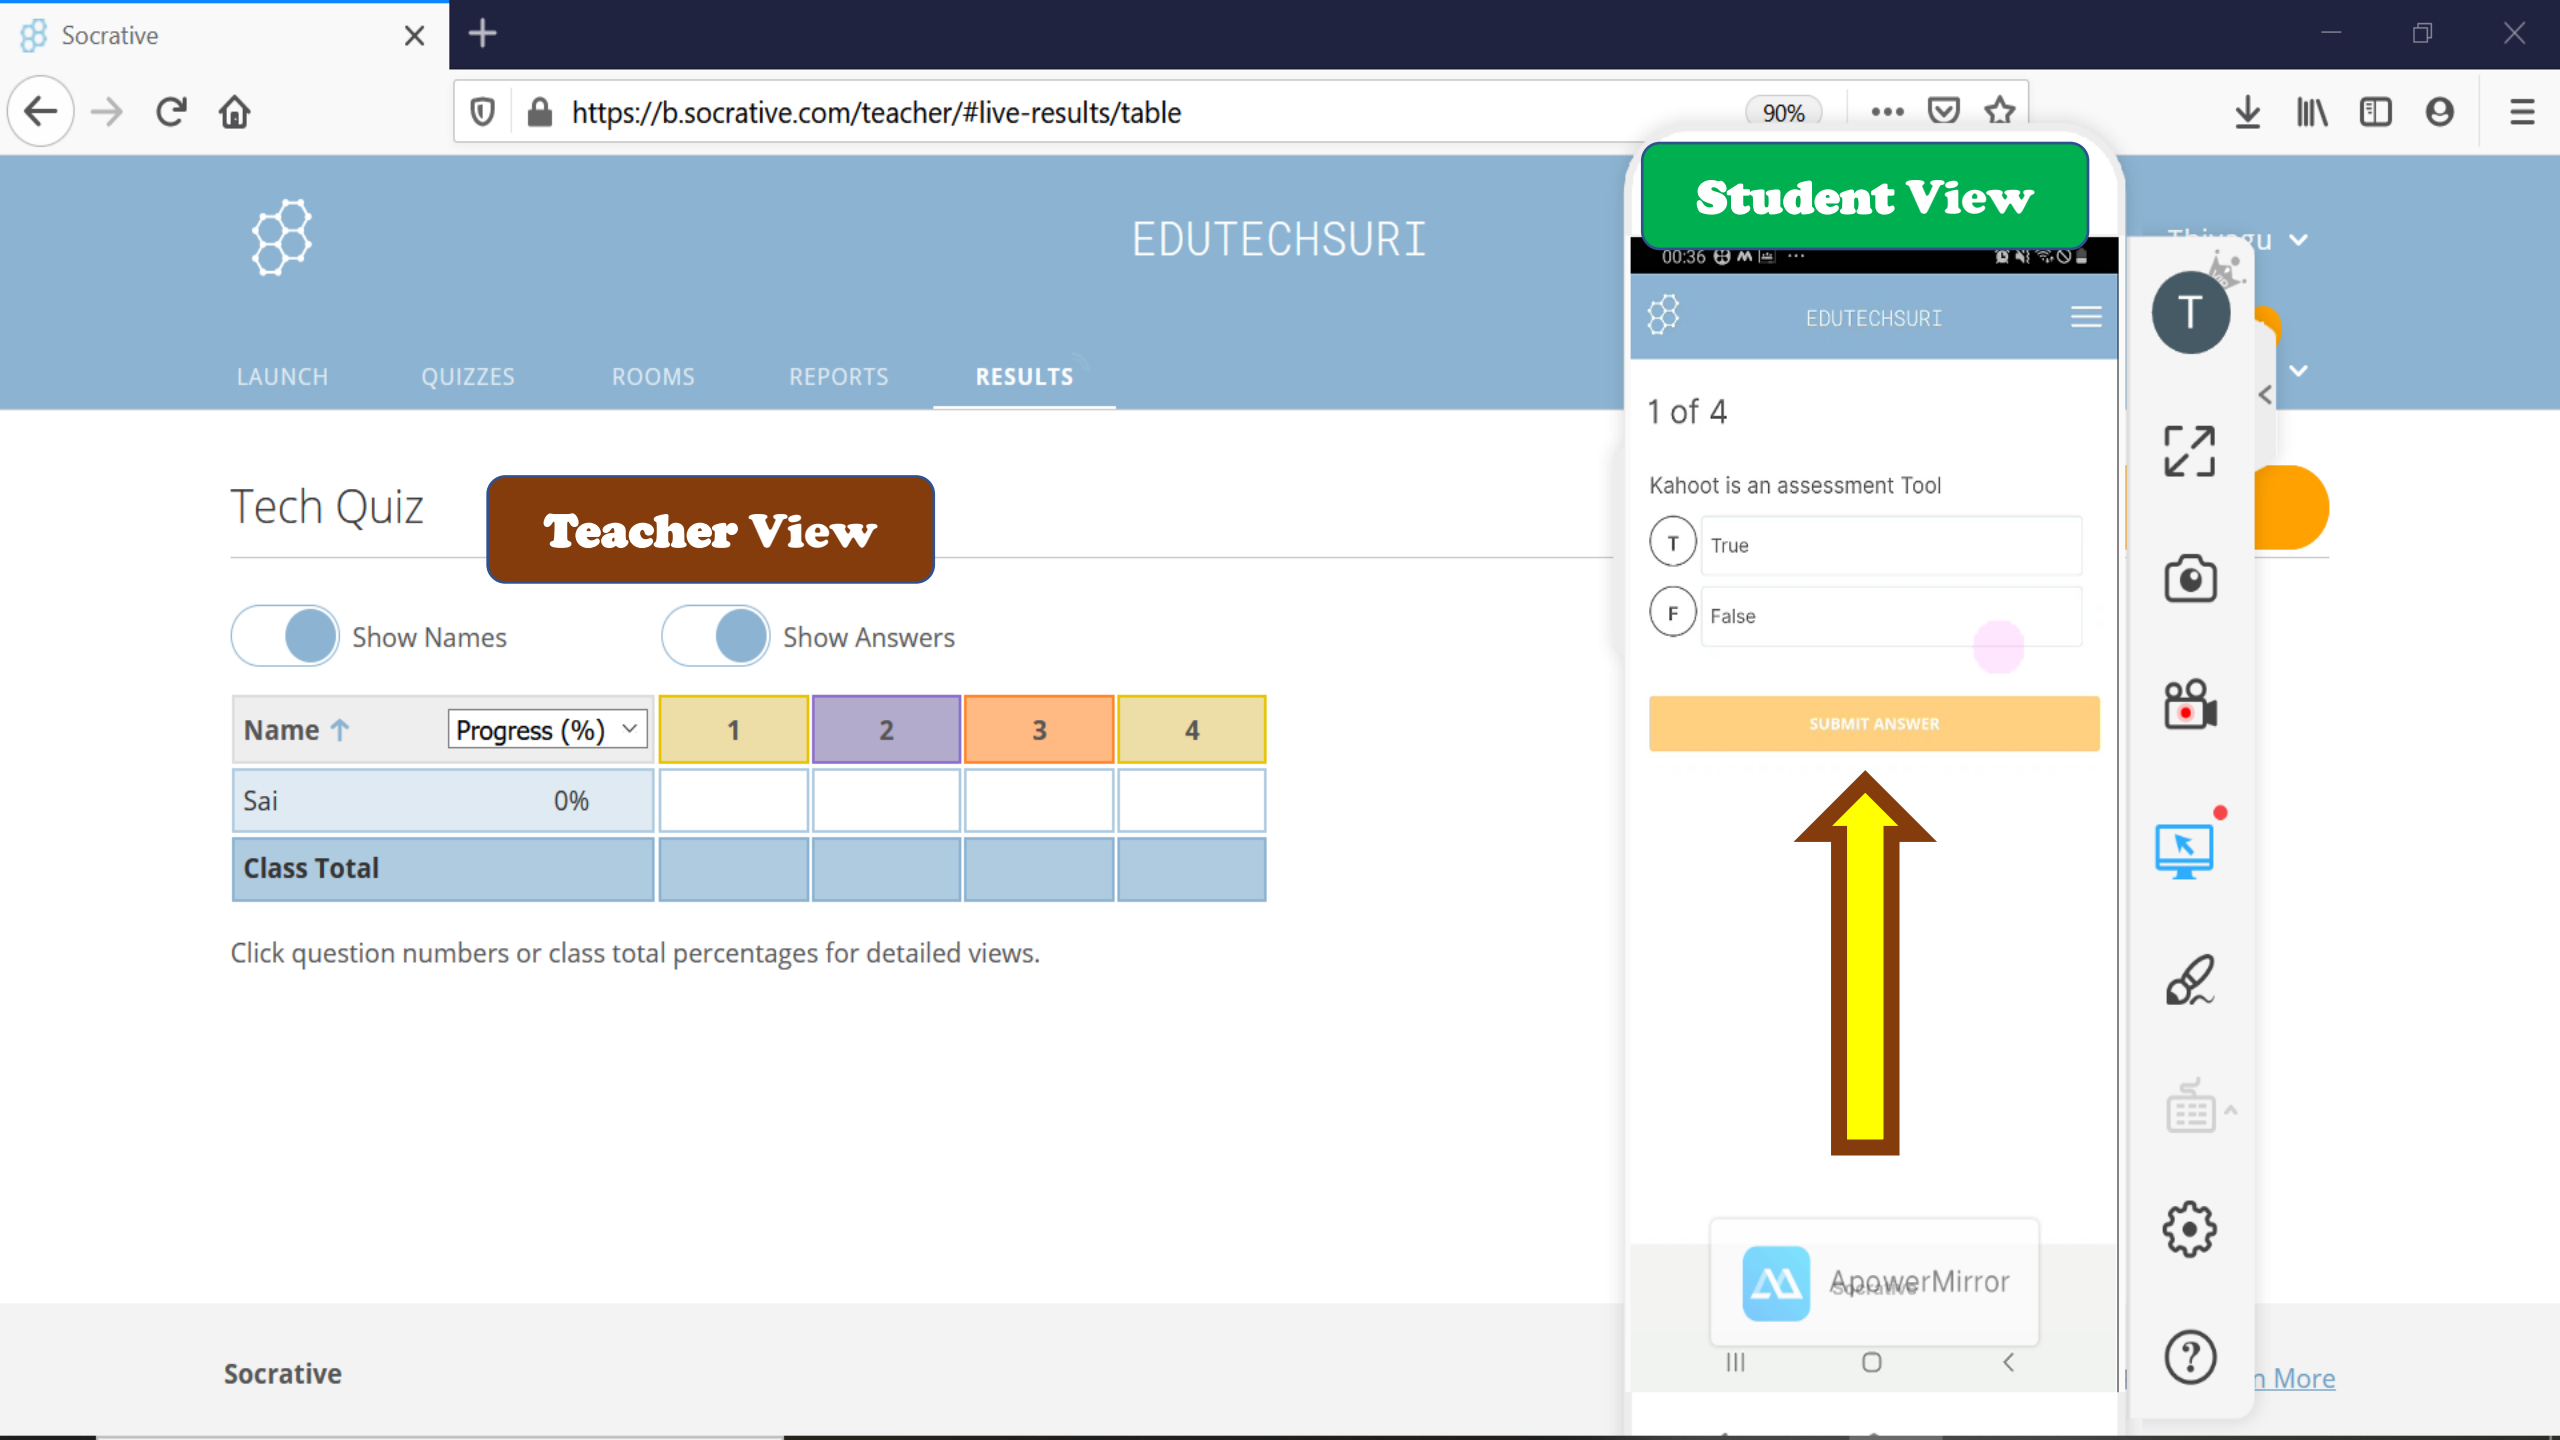 Socrative
https://b.socrative.com/teacher/#live-results/table
90%
EDUTECHSURI
LAUNCH
QUIZZES
ROOMS
REPORTS
RESULTS
Tech Quiz
Teacher View
Show Names
Show Answers
Name
Progress (%)
1
2
3
4
Sai
0%
Class Total
Click question numbers or class total percentages for detailed views.
Socrative
Student View
00:36
EDUTECHSURI
1 of 4
Kahoot is an assessment Tool
T
True
F
False
SUBMIT ANSWER
ApowerMirror
Socrative
T
VIP
More